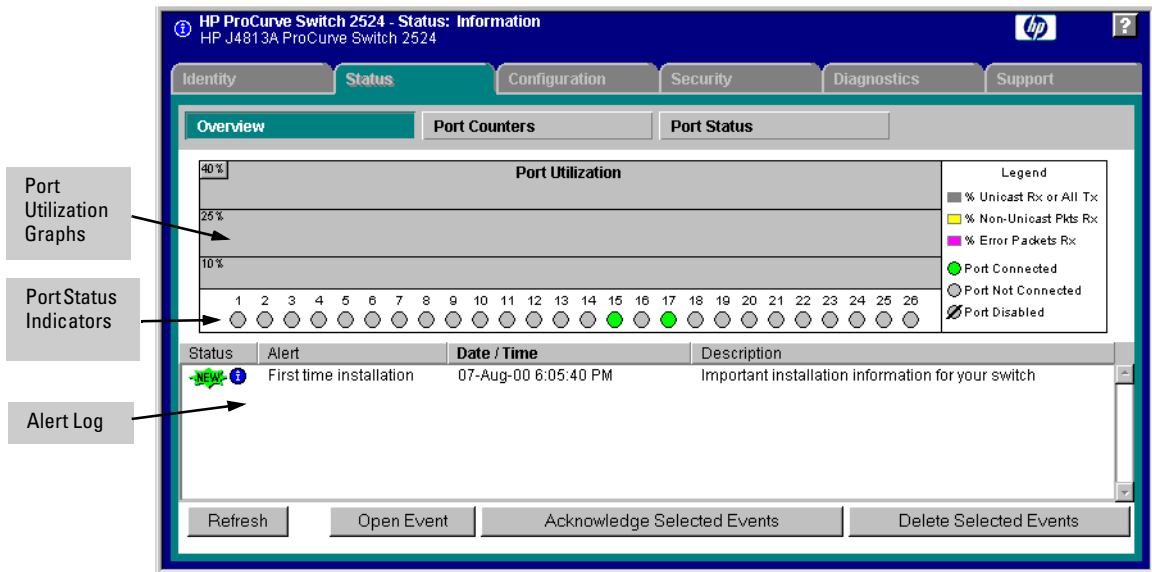 HP ProCurve Switch 2524 - Status: Information
HP J4813A ProCurve Switch 2524
hp
?
Identity
Status
Configuration
Security
Diagnostics
Support
Overview
Port Counters
Port Status
Port Utilization
40%
25%
10%
Legend
% Unicast Rx or All Tx
% Non-Unicast Pkts Rx
% Error Packets Rx
Port Connected
Port Not Connected
Port Disabled
1 2 3 4 5 6 7 8 9 10 11 12 13 14 15 16 17 18 19 20 21 22 23 24 25 26
Port
Utilization
Graphs
Port Status
Indicators
Alert Log
Status Alert Date / Time Description
NEW! i First time installation 07-Aug-00 6:05:40 PM Important installation information for your switch
Refresh
Open Event
Acknowledge Selected Events
Delete Selected Events